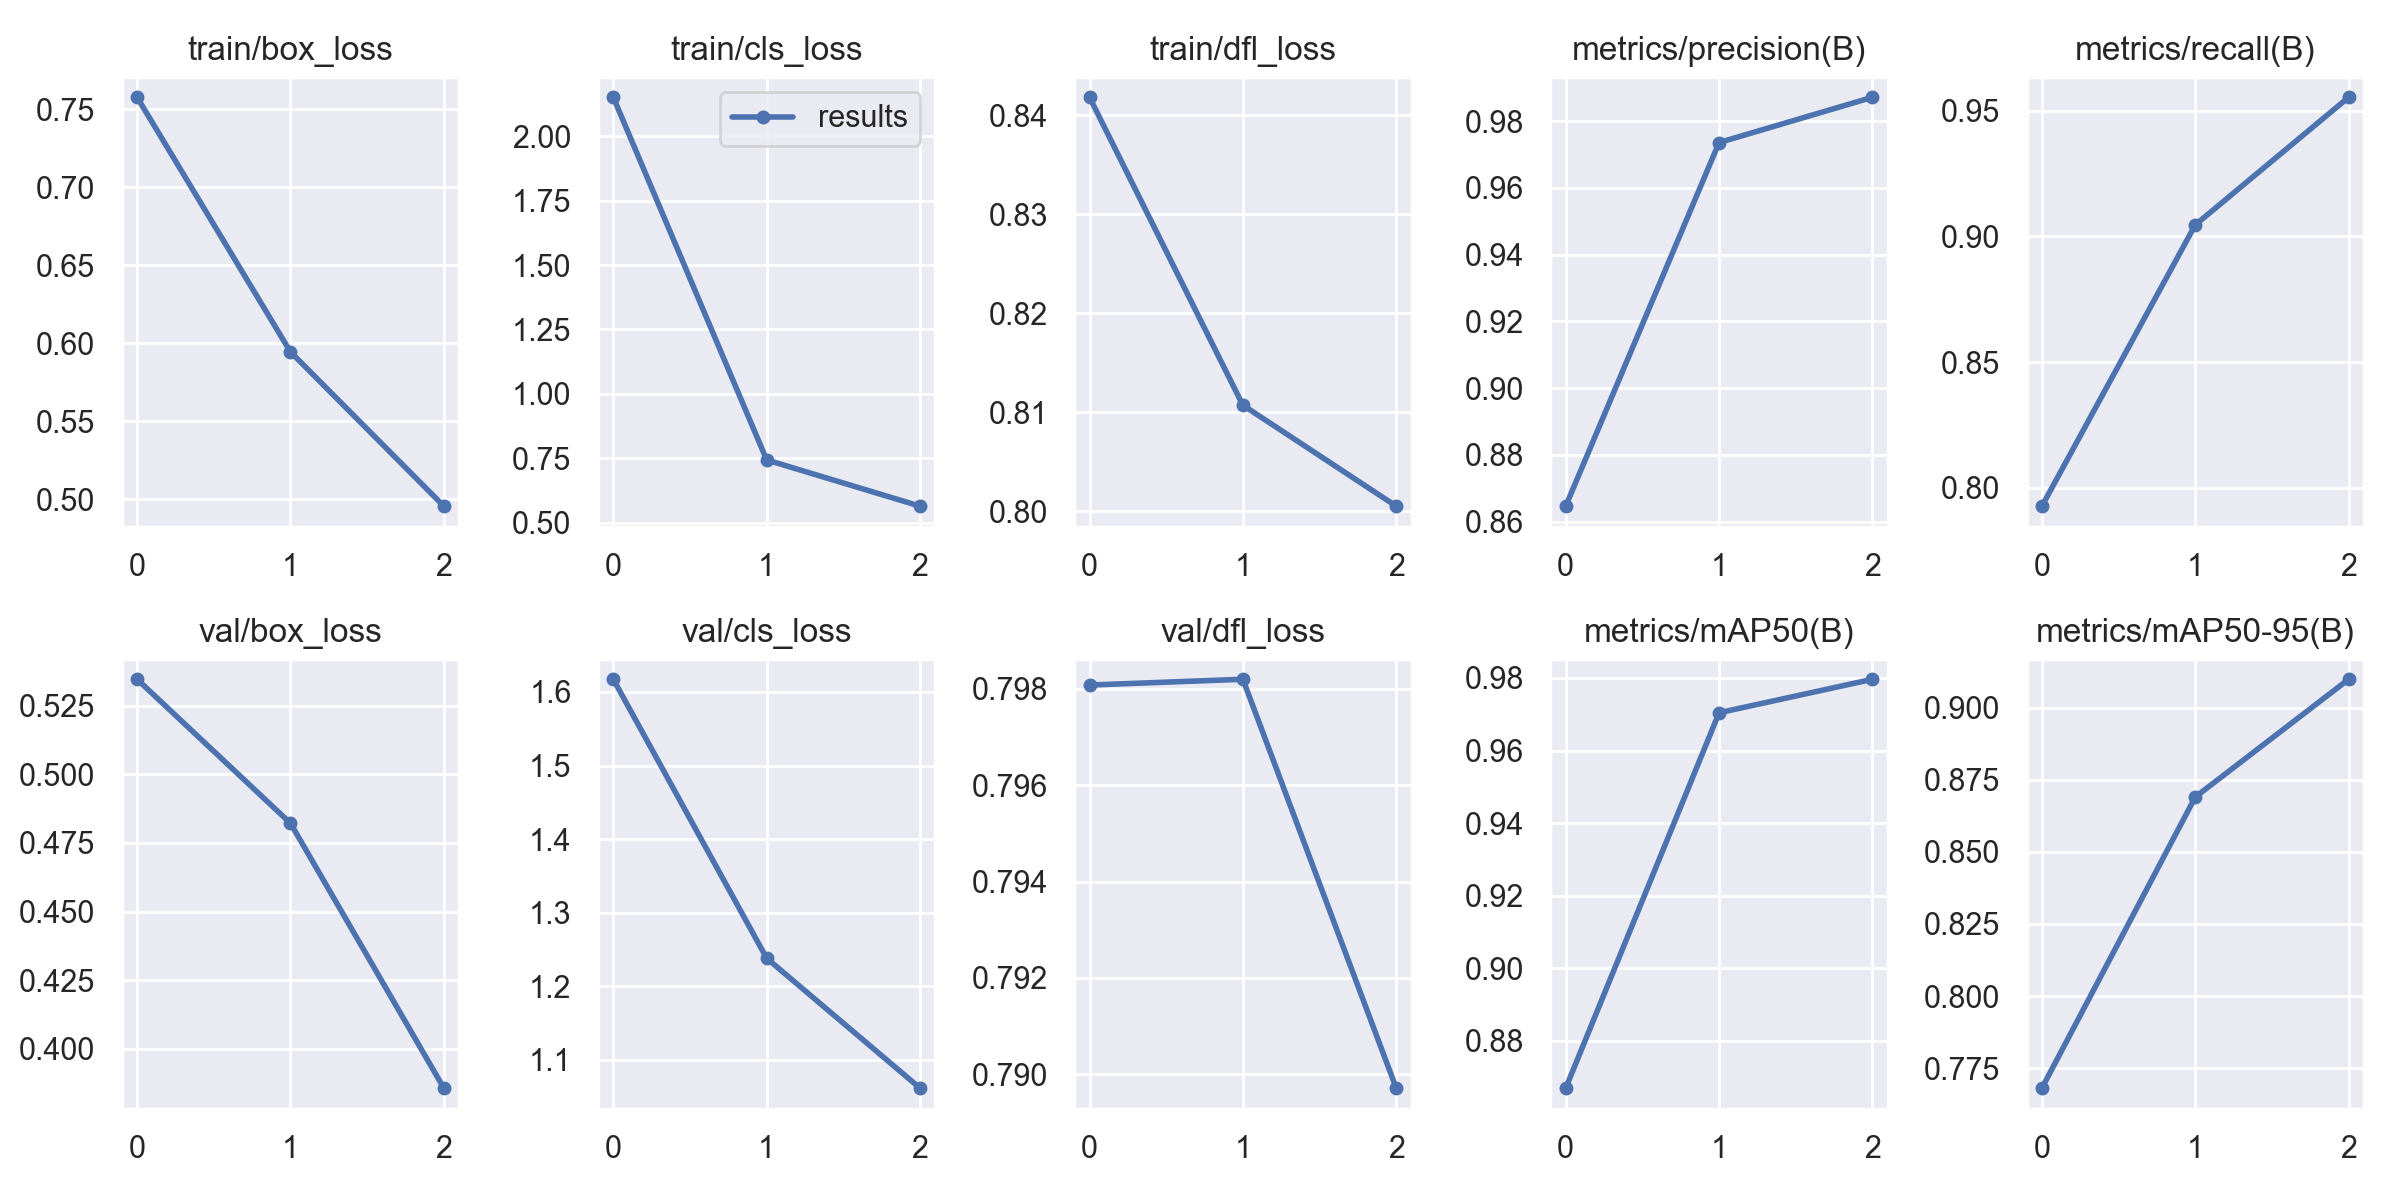 train/box_loss
0.75
0.70
0.65
0.60
0.55
0.50
0 1 2
train/cls_loss
results
2.00
1.75
1.50
1.25
1.00
0.75
0.50
0 1 2
train/dfl_loss
0.84
0.83
0.82
0.81
0.80
0 1 2
metrics/precision(B)
0.98
0.96
0.94
0.92
0.90
0.88
0.86
0 1 2
metrics/recall(B)
0.95
0.90
0.85
0.80
0 1 2
val/box_loss
0.525
0.500
0.475
0.450
0.425
0.400
0 1 2
val/cls_loss
1.6
1.5
1.4
1.3
1.2
1.1
0 1 2
val/dfl_loss
0.798
0.796
0.794
0.792
0.790
0 1 2
metrics/mAP50(B)
0.98
0.96
0.94
0.92
0.90
0.88
0 1 2
metrics/mAP50-95(B)
0.900
0.875
0.850
0.825
0.800
0.775
0 1 2